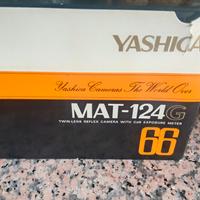 YASHICA
Yashica Cameras The World Over
MAT-124G
TWIN-LENS REFLEX CAMERA WITH CdS EXPOSURE METER
66